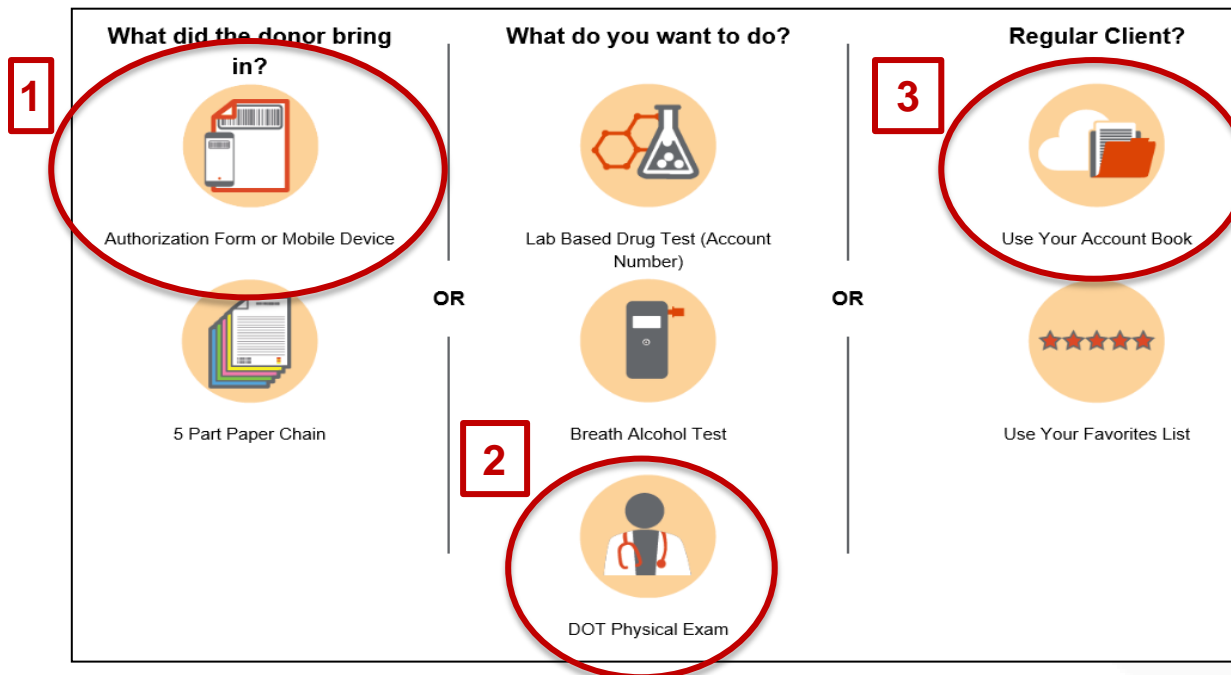 What did the donor bring
in?
What do you want to do?
Regular Client?
1
3
Authorization Form or Mobile Device
Lab Based Drug Test (Account
Number)
Use Your Account Book
OR
OR
5 Part Paper Chain
Breath Alcohol Test
Use Your Favorites List
2
DOT Physical Exam